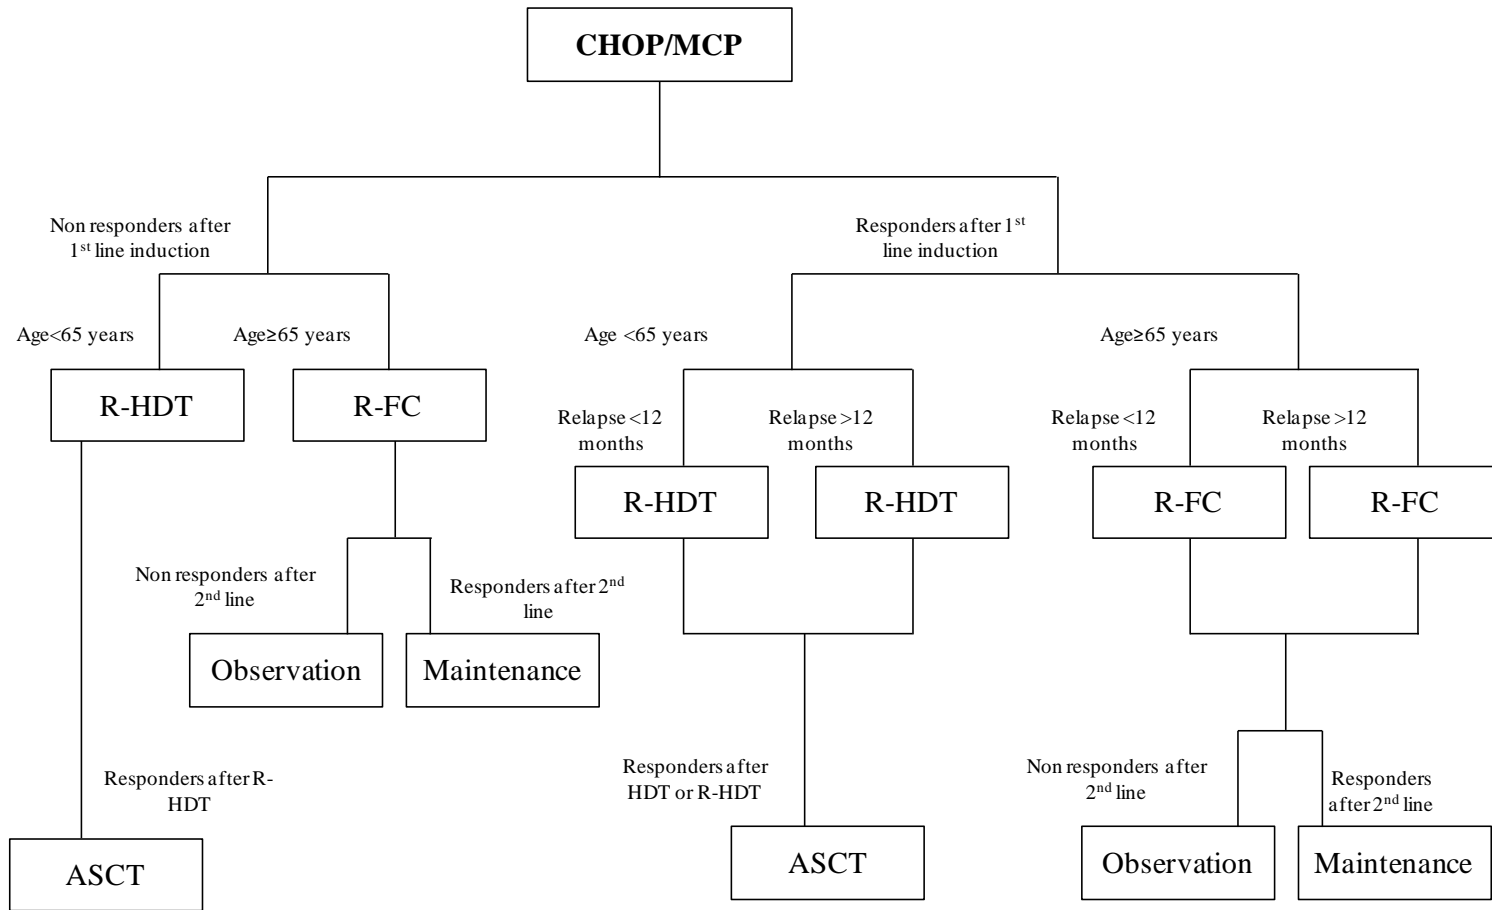 CHOP/MCP
Non responders after
1st line induction
Responders after 1st
line induction
Age<65 years
Age≥65 years
Age <65 years
Age≥65 years
R-HDT
R-FC
Relapse <12
months
Relapse >12
months
Relapse <12
months
Relapse >12
months
R-HDT
R-HDT
R-FC
R-FC
Non responders after
2nd line
Responders after 2nd
line
Observation
Maintenance
Responders after R-
HDT
Responders after
HDT or R-HDT
Non responders after
2nd line
Responders
after 2nd line
ASCT
ASCT
Observation
Maintenance